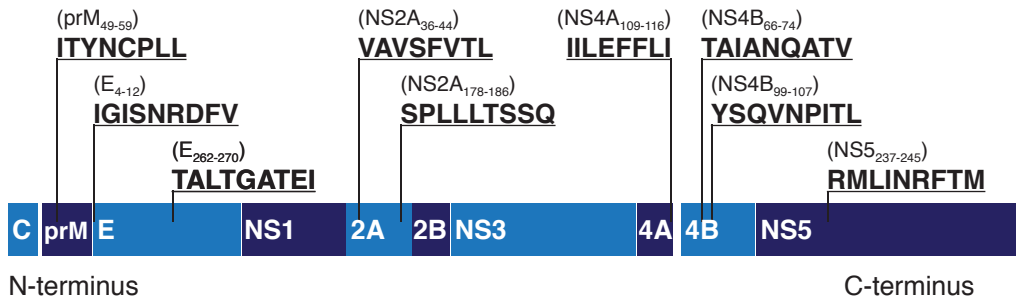 (prM49-59) (NS2A36-44) (NS4A109-116) (NS4B66-74)
ITYNCPLL VAVSFVTL IILEFFLI TAIANQATV
(E4-12) (NS2A178-186) (NS4B99-107)
IGISNRDFV SPLLLTSSQ YSQVNPITL
(E262-270) (NS5237-245)
TALTGATEI RMLINRFTM
C prM E NS1 2A 2B NS3 4A 4B NS5
N-terminus C-terminus